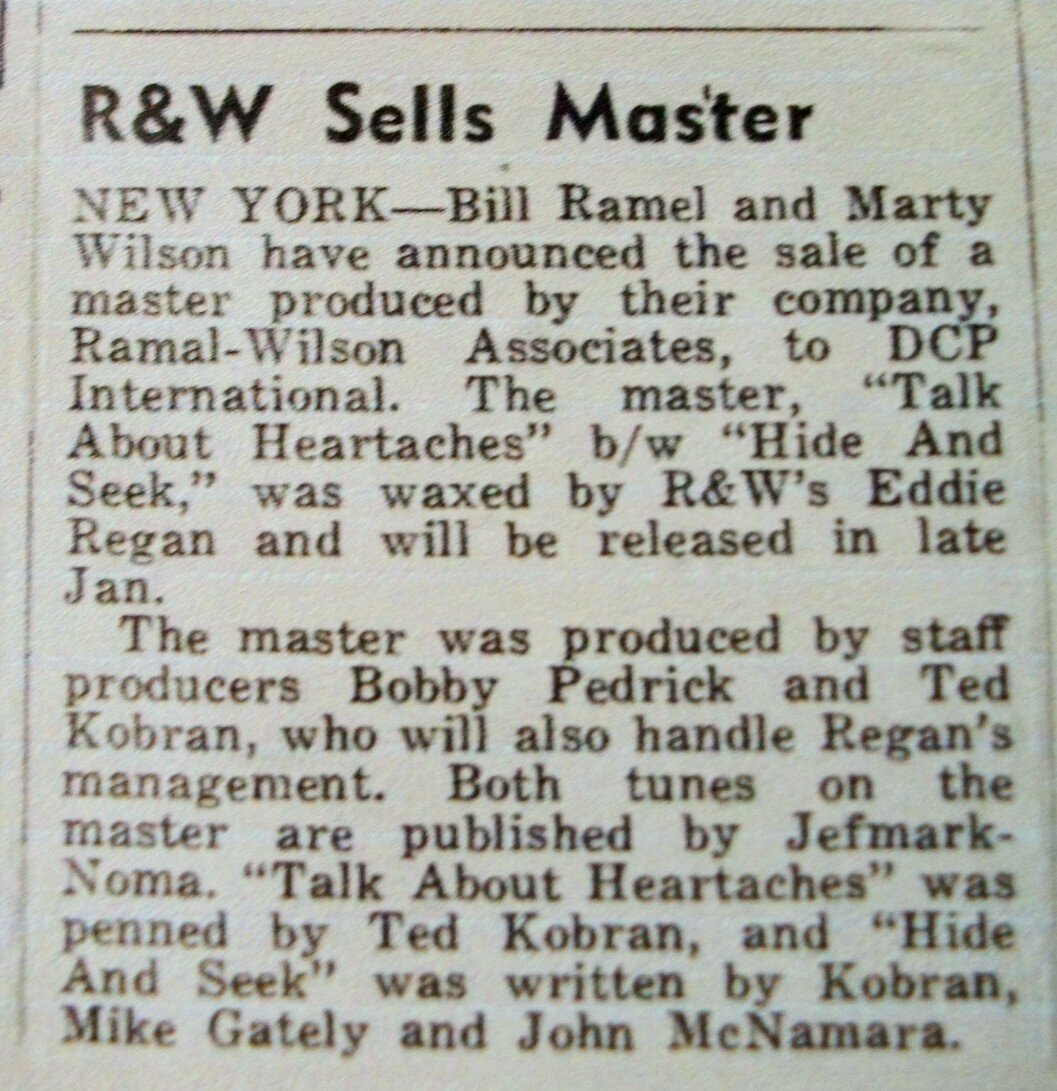 R&W Sells Master
NEW YORK—Bill Ramel and Marty
Wilson have announced the sale of a
master produced by their company,
Ramal-Wilson Associates, to DCP
International. The master, “Talk
About Heartaches” b/w “Hide And
Seek,” was waxed by R&W's Eddie
Regan and will be released in late
Jan.
The master was produced by staff
producers Bobby Pedrick and Ted
Kobran, who will also handle Regan's
management. Both tunes on the
master are published by Jefmark-
Noma. “Talk About Heartaches” was
penned by Ted Kobran, and “Hide
And Seek” was written by Kobran,
Mike Gately and John McNamara.